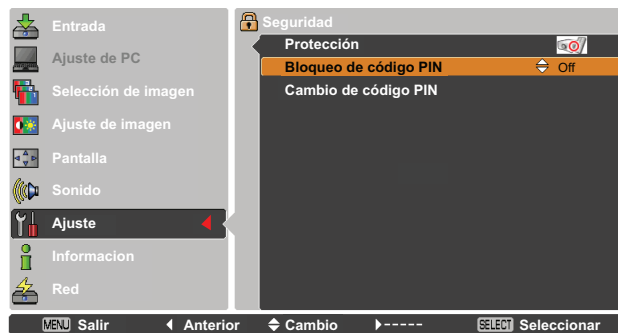 Entrada
Ajuste de PC
Selección de imagen
Ajuste de imagen
Pantalla
Sonido
Ajuste
Informacion
Red
Seguridad
Protección
Bloqueo de código PIN Off
Cambio de código PIN
MENU Salir Anterior Cambio ----- SELECT Seleccionar